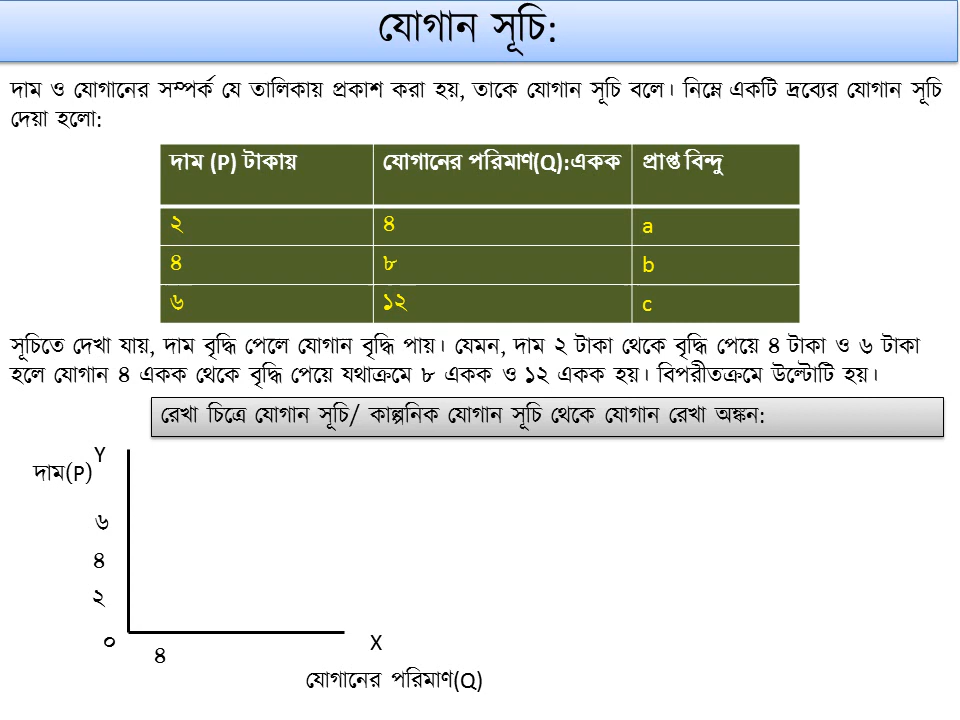 যোগান সূচি:
দাম ও যোগানের সম্পর্ক যে তালিকায় প্রকাশ করা হয়, তাকে যোগান সূচি বলে। নিম্নে একটি দ্রব্যের যোগান সূচি
দেয়া হলো:
দাম (P) টাকায় যোগানের পরিমাণ(Q):একক প্রাপ্ত বিন্দু
২ ৪ a
৪ ৮ b
৬ ১২ c
সূচিতে দেখা যায়, দাম বৃদ্ধি পেলে যোগান বৃদ্ধি পায়। যেমন, দাম ২ টাকা থেকে বৃদ্ধি পেয়ে ৪ টাকা ও ৬ টাকা
হলে যোগান ৪ একক থেকে বৃদ্ধি পেয়ে যথাক্রমে ৮ একক ও ১২ একক হয়। বিপরীতক্রমে উল্টোটি হয়।
রেখা চিত্রে যোগান সূচি/ কাল্পনিক যোগান সূচি থেকে যোগান রেখা অঙ্কন:
Y
দাম(P)
৬
৪
২
০ X
৪
যোগানের পরিমাণ(Q)